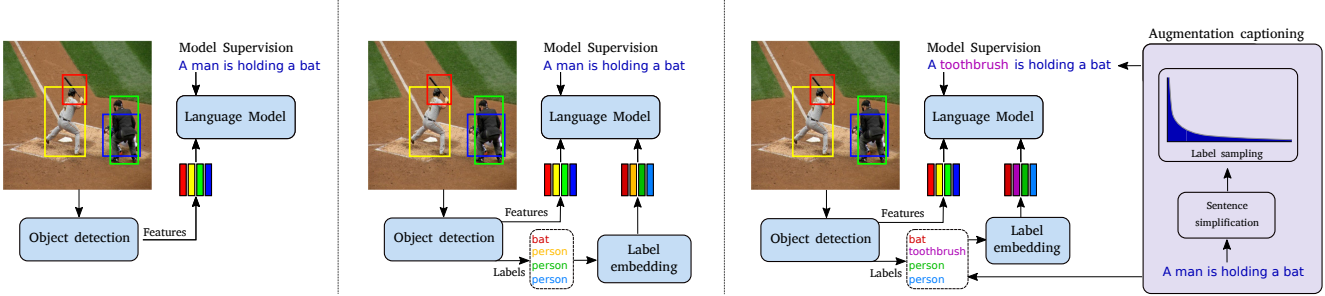 Model Supervision
A man is holding a bat
Language Model
Features
Object detection
Model Supervision
A man is holding a bat
Language Model
Features
Object detection
Labels
bat
person
person
person
Label
embedding
Model Supervision
A toothbrush is holding a bat
Language Model
Features
Object detection
Labels
bat
toothbrush
person
person
Label
embedding
Augmentation captioning
Label sampling
Sentence
simplification
A man is holding a bat